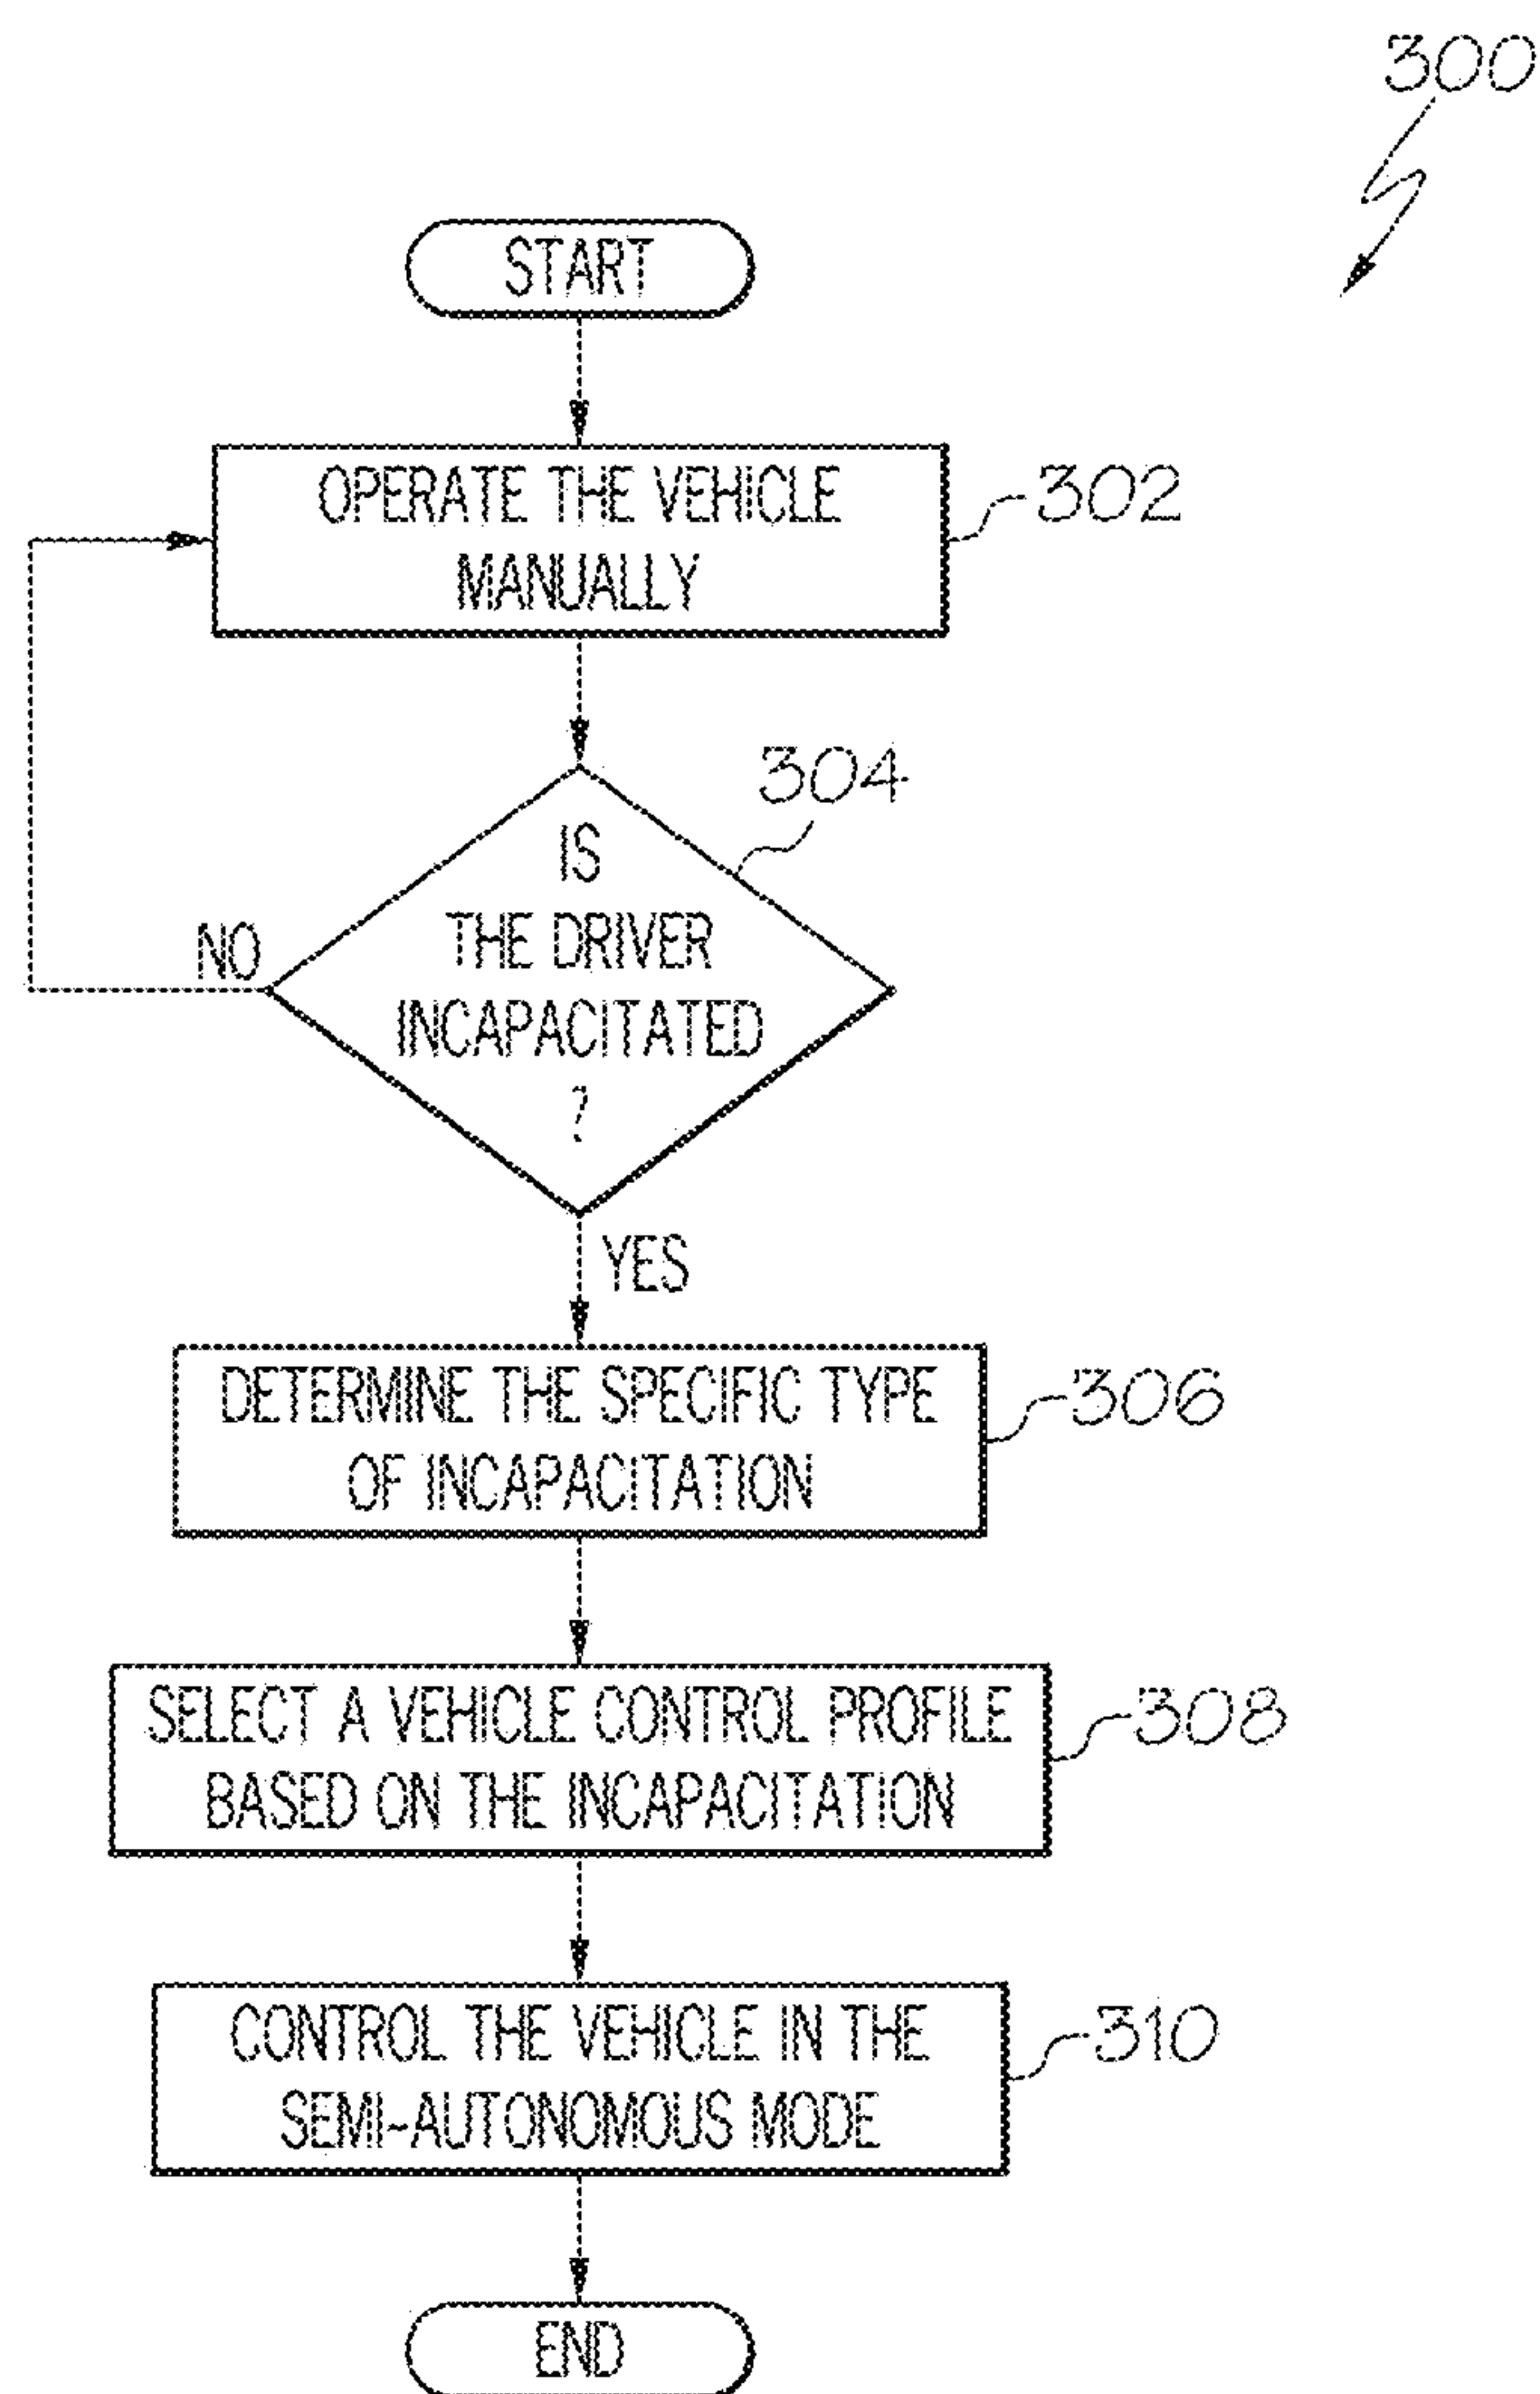 300
START
OPERATE THE VEHICLE
MANUALLY
302
304
IS
THE DRIVER
INCAPACITATED
?
NO
YES
DETERMINE THE SPECIFIC TYPE
OF INCAPACITATION
306
SELECT A VEHICLE CONTROL PROFILE
BASED ON THE INCAPACITATION
308
CONTROL THE VEHICLE IN THE
SEMI-AUTONOMOUS MODE
310
END